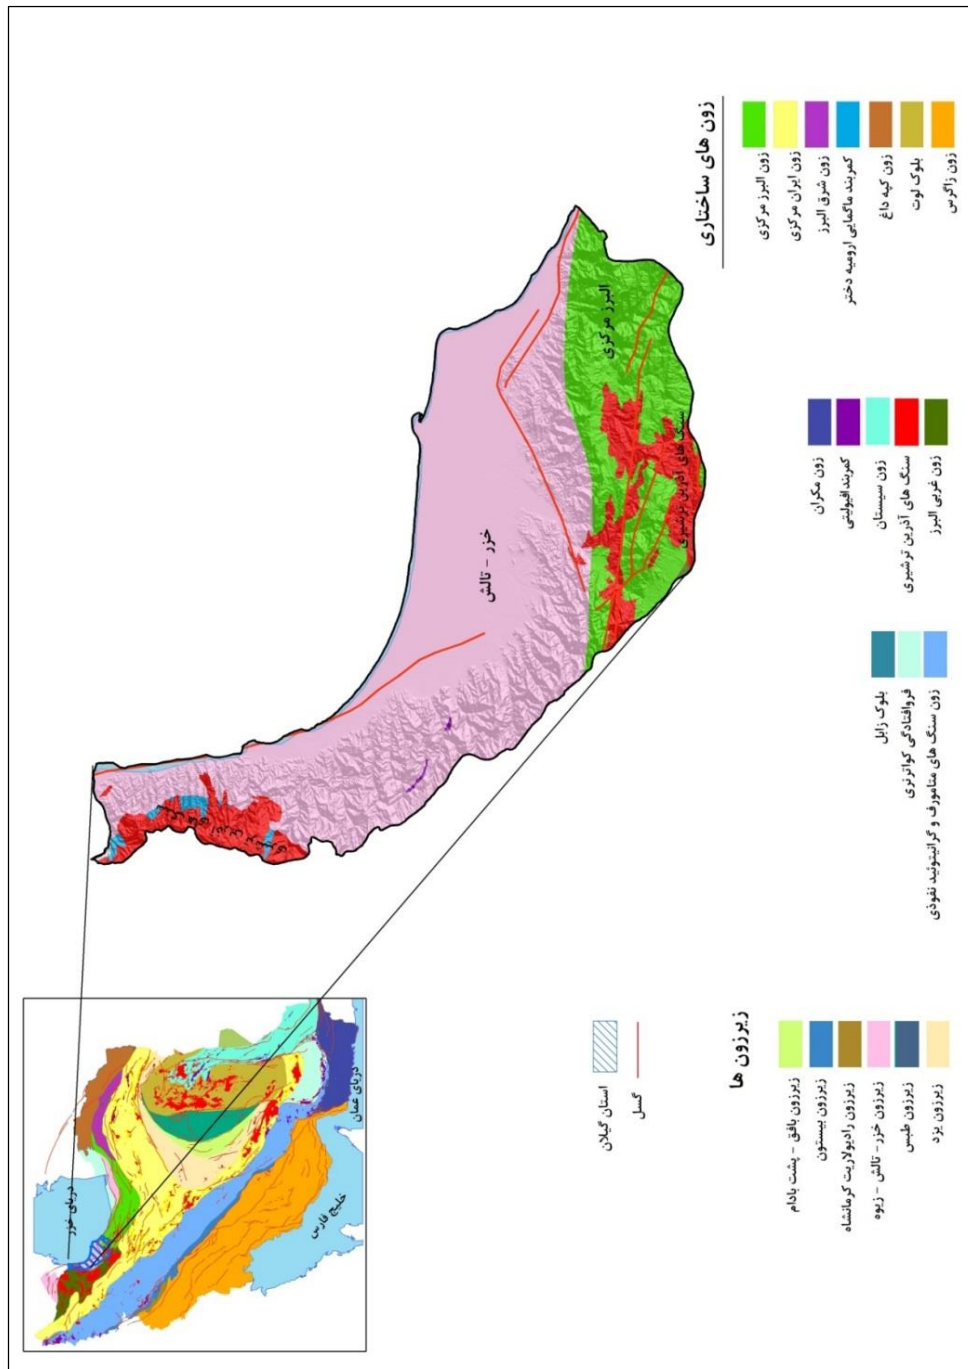 زون های ساختاری
زون البرز مرکزی
زون ایران مرکزی
زون شرق البرز
کمربند ماگمایی ارومیه دختر
زون کپه داغ
بلوک لوت
زون زاگرس
زون مکران
کمربند افیولیتی
زون سیستان
سنگ های آذرین ترشیری
زون غربی البرز
بلوک زابل
فروافتادگی کواترنری
زون سنگ های متامورف و گرانیتوئید نفوذی
زیرزون ها
زیرزون بافق - پشت بادام
زیرزون بیستون
زیرزون رادیولاریت کرمانشاه
زیرزون خزر- تالش - زیوه
زیرزون طبس
زیرزون یزد
استان گیلان
گسل
البرز مرکزی
سنگ های آذرین ترشیری
خزر - تالش
دریای خزر
خلیج فارس
دریای عمان